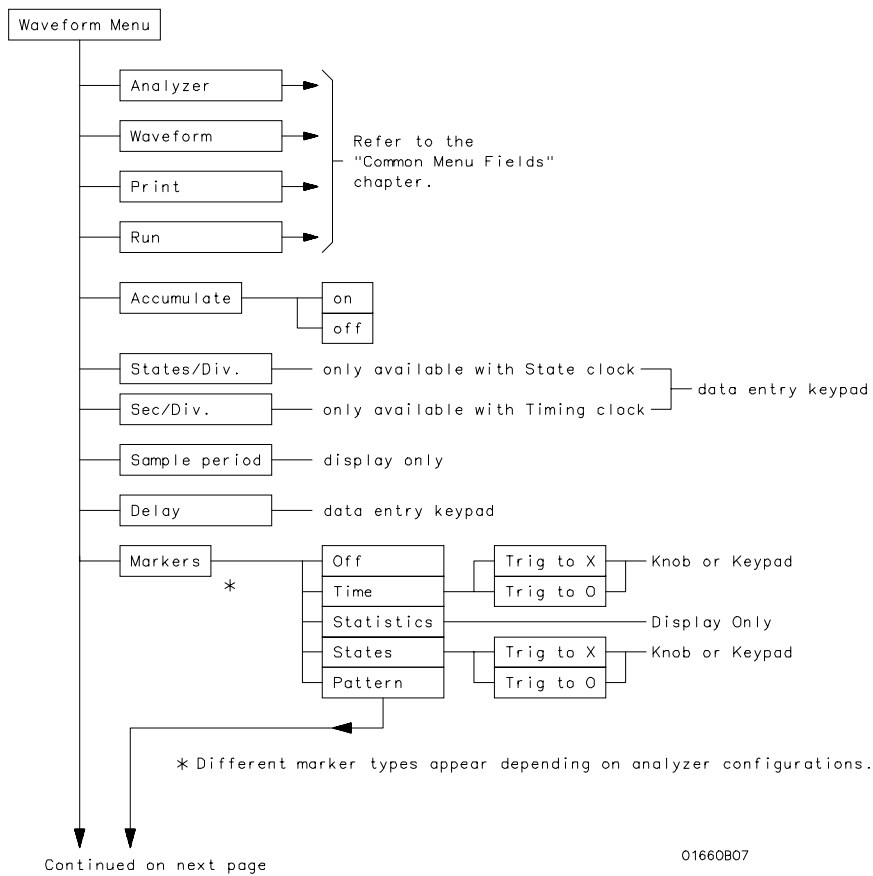 Waveform Menu
Analyzer
Waveform
Print
Run
Refer to the
"Common Menu Fields"
chapter.
Accumulate
on
off
States/Div.
only available with State clock
Sec/Div.
only available with Timing clock
data entry keypad
Sample period
display only
Delay
data entry keypad
Markers
*
Off
Time
Trig to X
Trig to O
Knob or Keypad
Statistics
Display Only
States
Trig to X
Trig to O
Knob or Keypad
Pattern
* Different marker types appear depending on analyzer configurations.
Continued on next page
01660B07